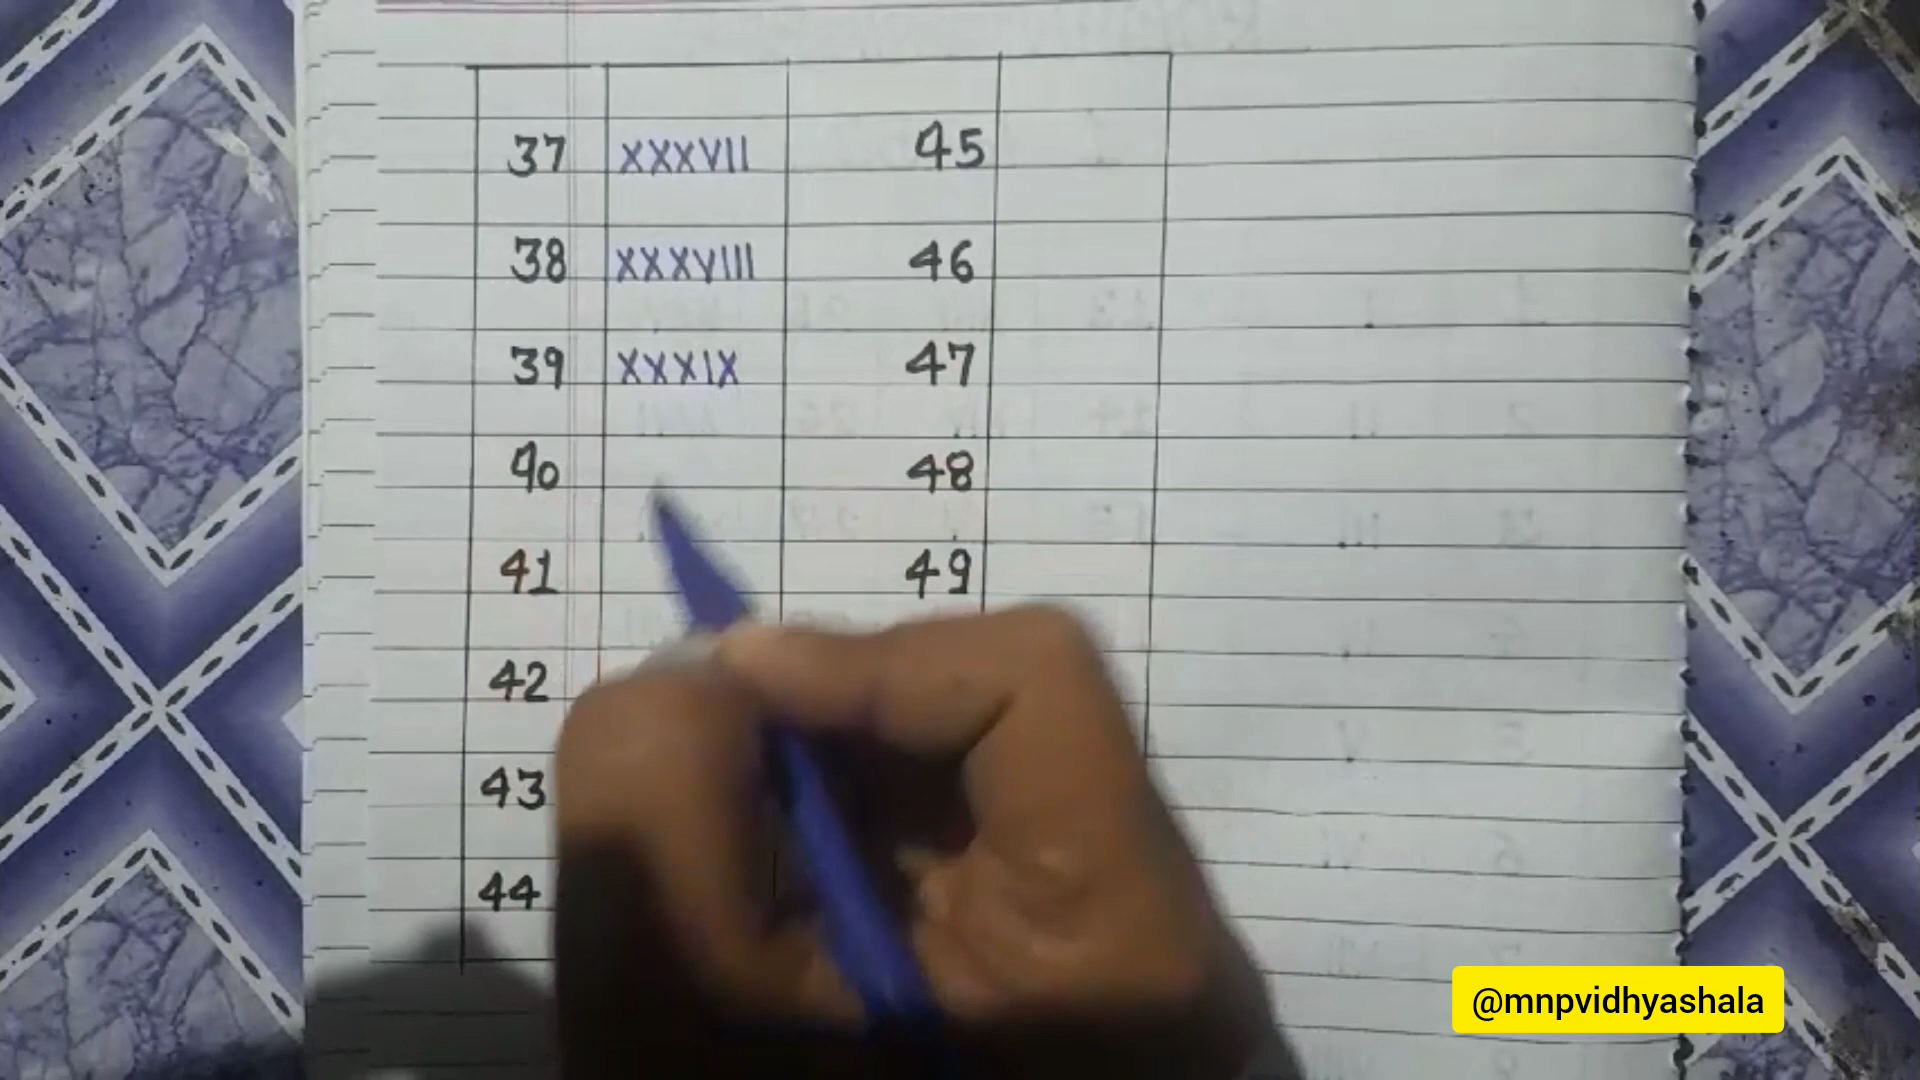 37 XXXVII 45
38 XXXVIII 46
39 XXXIX 47
40 48
41 49
42
43
44
@mnpvidhyashala